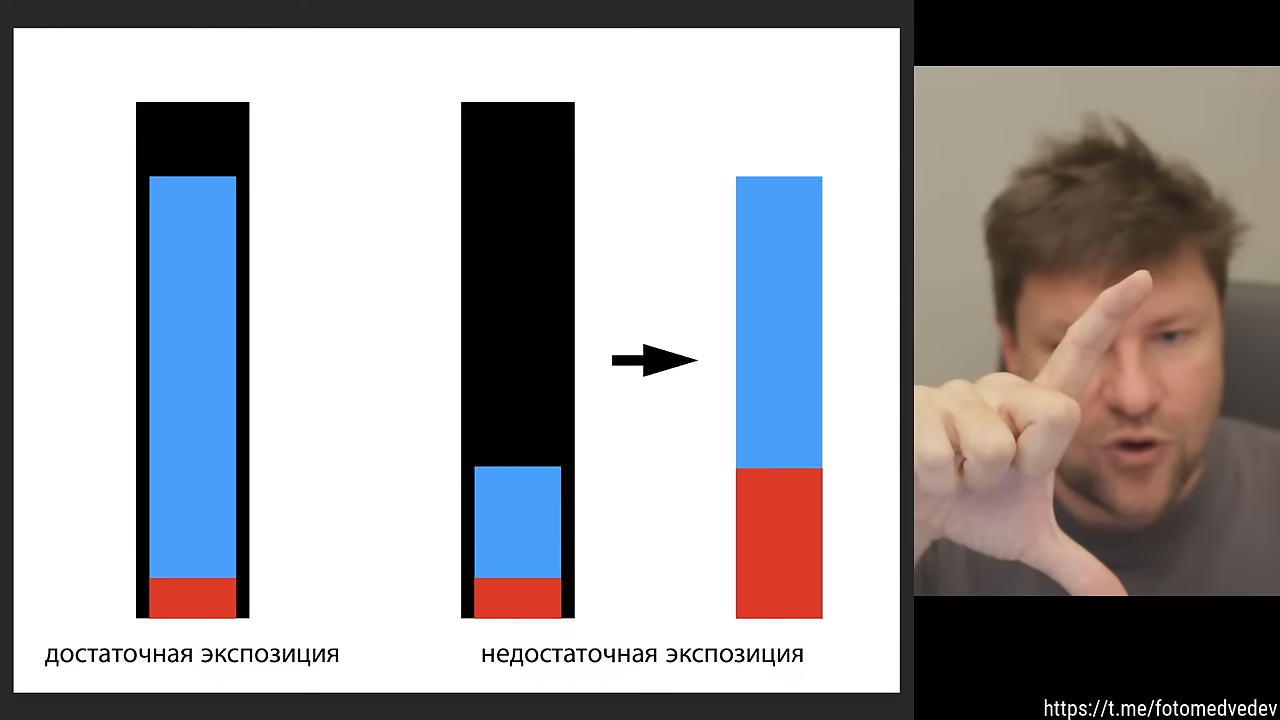 достаточная экспозиция
недостаточная экспозиция
https://t.me/fotomedvedev